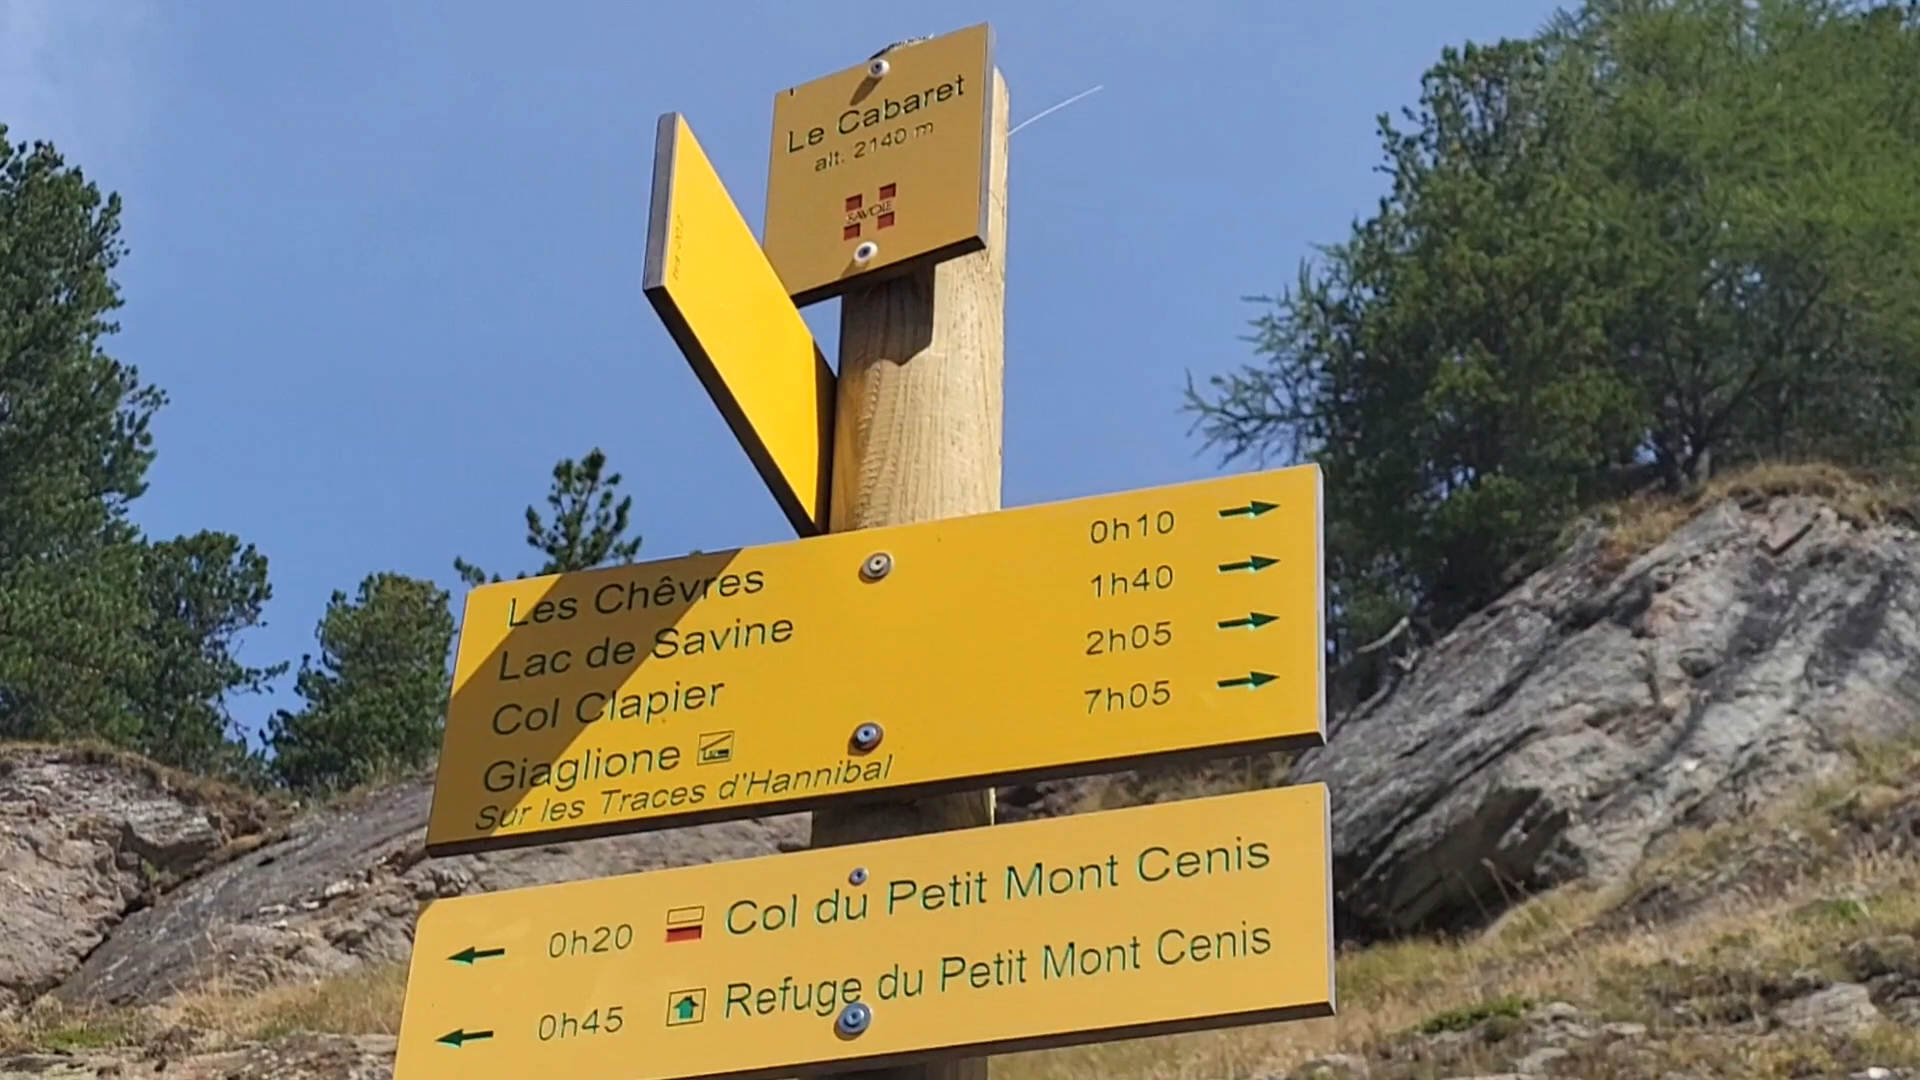 Le Cabaret
alt. 2140 m
SAVOIE
Les Chêvres 0h10
Lac de Savine 1h40
Col Clapier 2h05
Giaglione 7h05
Sur les Traces d'Hannibal
0h20 Col du Petit Mont Cenis
0h45 Refuge du Petit Mont Cenis